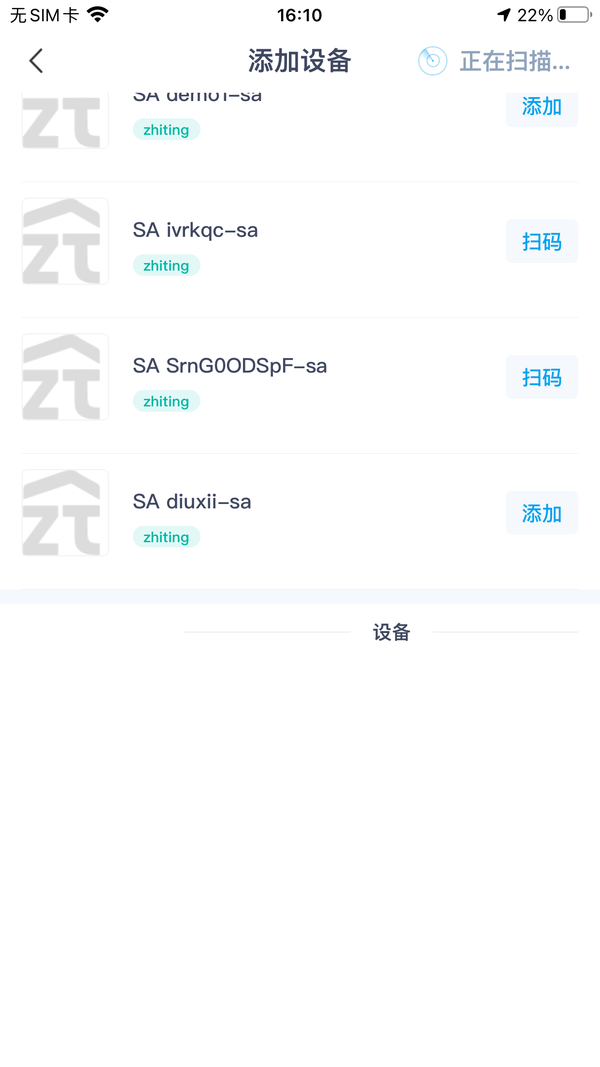 无SIM卡 16:10 22%
添加设备 正在扫描...
SA demo1-sa
zhiting
添加
SA ivrkqc-sa
zhiting
扫码
SA SrnG0ODSpF-sa
zhiting
扫码
SA diuxii-sa
zhiting
添加
设备